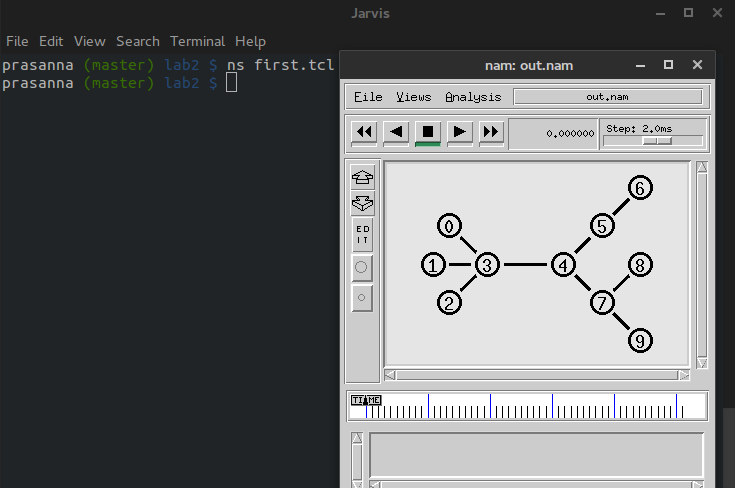 Jarvis
File Edit View Search Terminal Help
prasanna (master) lab2 $ ns first.tcl
prasanna (master) lab2 $
nam: out.nam
File Views Analysis out.nam
0.000000 Step: 2.0ms
ED
IT
6
0 5
1 3 4 8
2 7
9
TIME